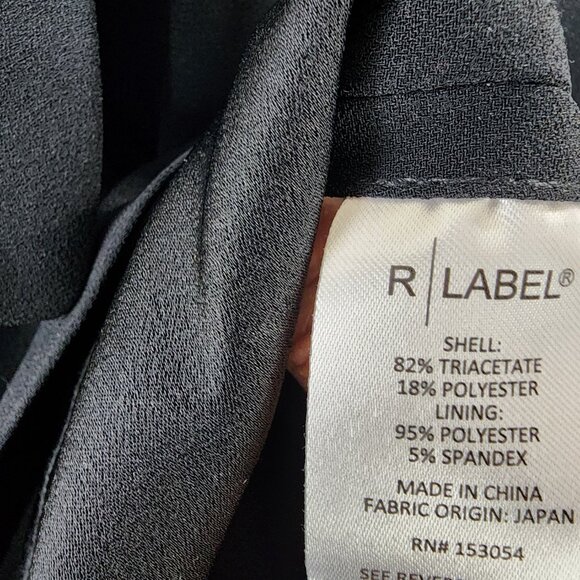 R | LABEL®
SHELL:
82% TRIACETATE
18% POLYESTER
LINING:
95% POLYESTER
5% SPANDEX
MADE IN CHINA
FABRIC ORIGIN: JAPAN
RN# 153054
SEE